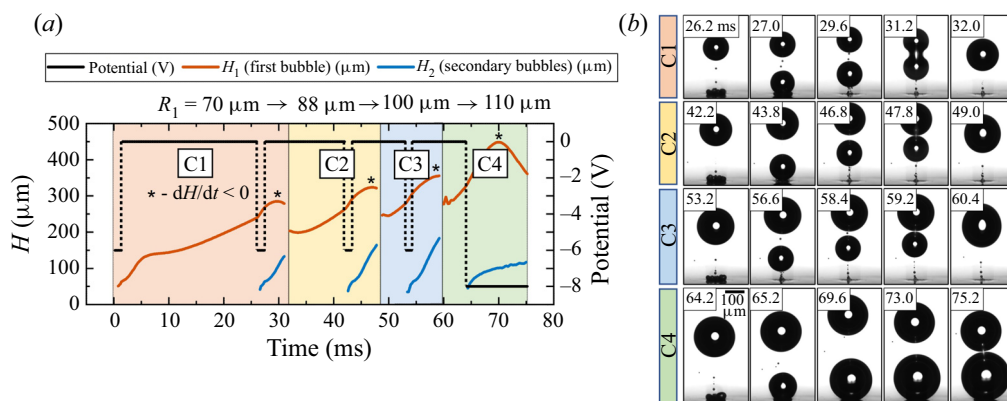 (a)
Potential (V) H₁ (first bubble) (μm) H₂ (secondary bubbles) (μm)
R₁ = 70 μm → 88 μm → 100 μm → 110 μm
500
400
300
200
100
0
H (μm)
C1
C2
C3
C4
* - dH/dt < 0
*
*
*
*
0
−2
−4
−6
−8
Potential (V)
0 10 20 30 40 50 60 70 80
Time (ms)
(b)
C1
26.2 ms 27.0 29.6 31.2 32.0
C2
42.2 43.8 46.8 47.8 49.0
C3
53.2 56.6 58.4 59.2 60.4
C4
64.2 65.2 69.6 73.0 75.2
100
μm